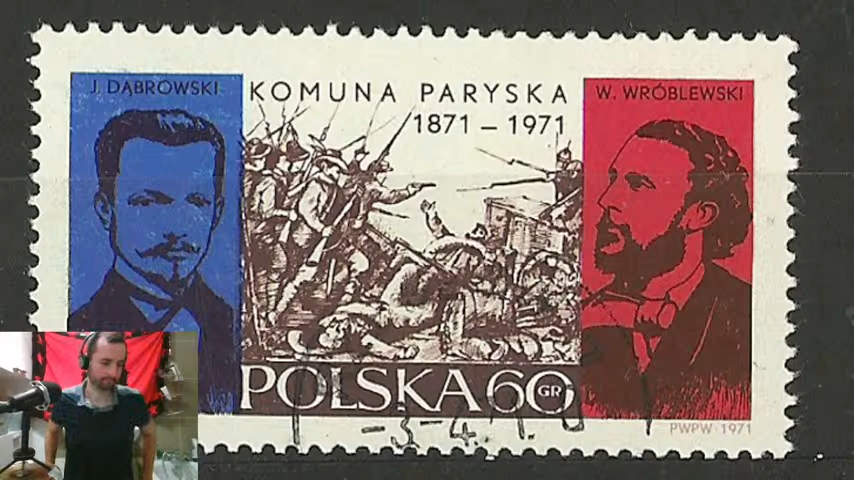 J. DĄBROWSKI
KOMUNA PARYSKA
1871 – 1971
W. WRÓBLEWSKI
POLSKA 60 GR
PWPW - 1971